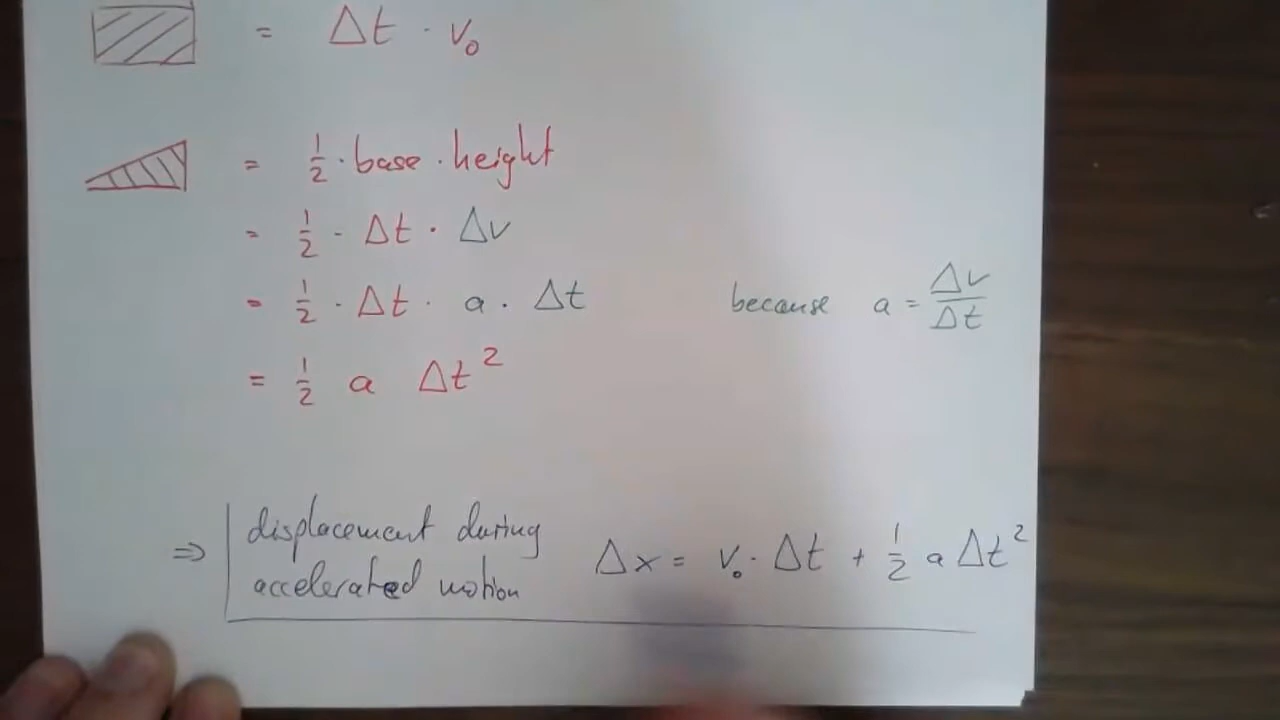 = Δt · v₀
= ½ · base · height
= ½ · Δt · Δv
= ½ · Δt · a · Δt because a = Δv/Δt
= ½ a Δt²
⇒ displacement during
accelerated motion Δx = v₀ · Δt + ½ a Δt²